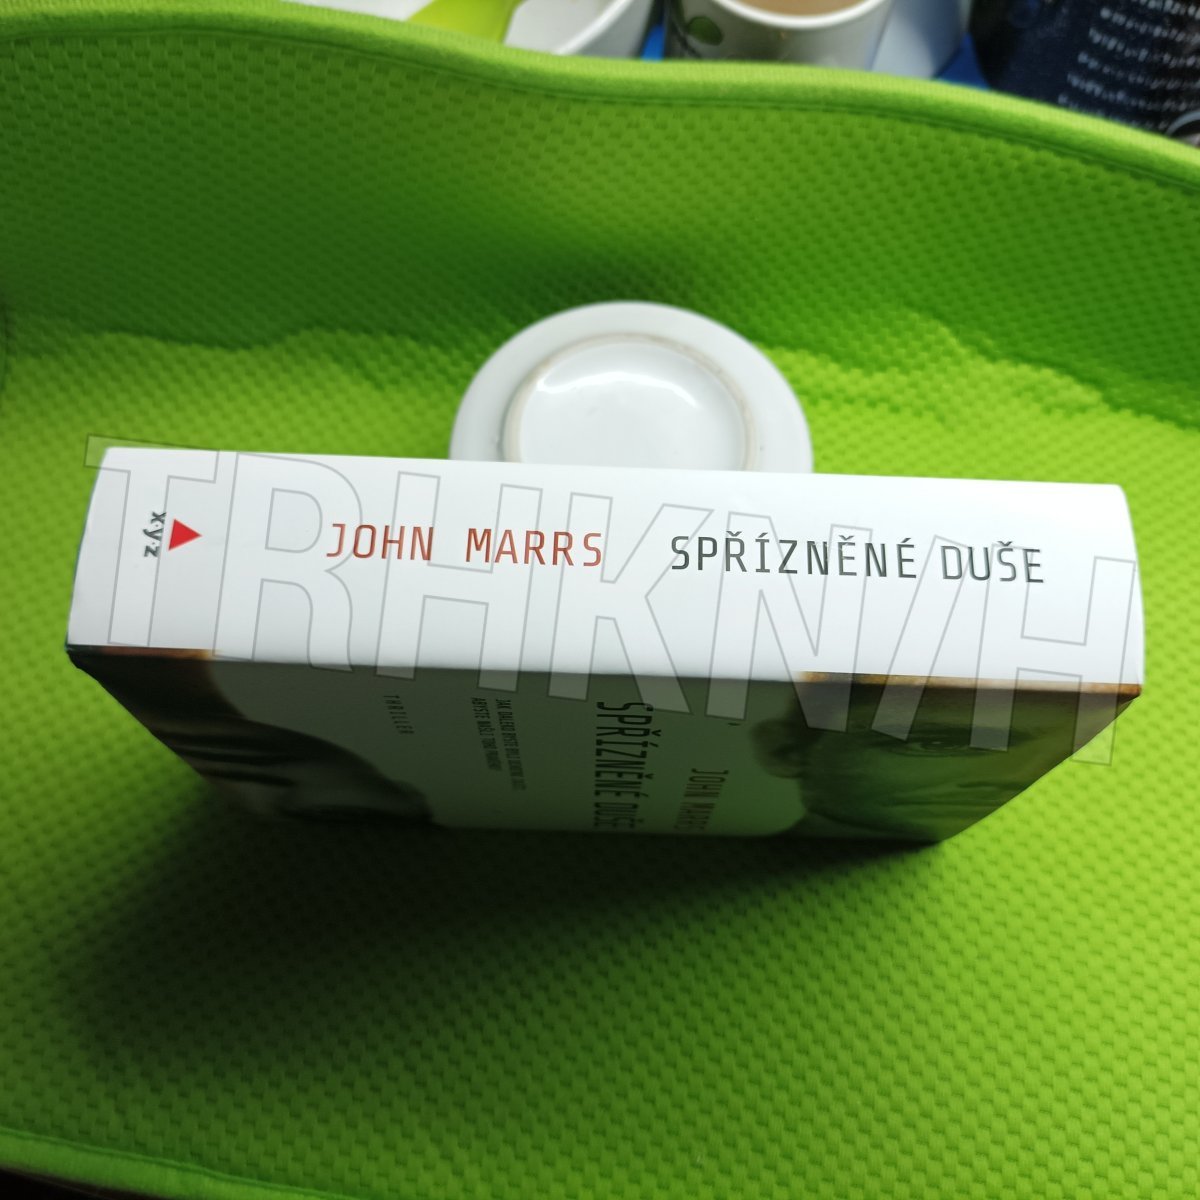 x·y·z
JOHN MARRS SPŘÍZNĚNÉ DUŠE
TRHKNIH
JOHN MARRS
SPŘÍZNĚNÉ DUŠE
THRILLER